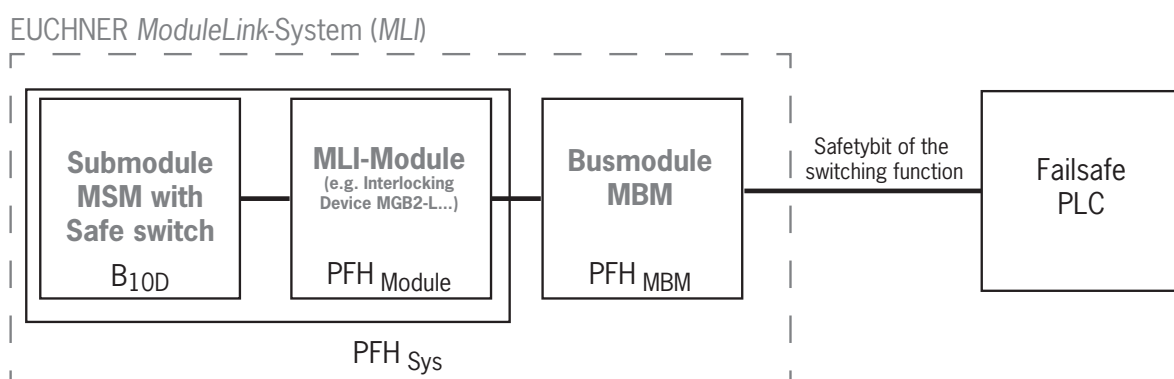 EUCHNER ModuleLink-System (MLI)
Submodule
MSM with
Safe switch
B10D
MLI-Module
(e.g. Interlocking
Device MGB2-L...)
PFH Module
Busmodule
MBM
PFH MBM
Safetybit of the
switching function
Failsafe
PLC
PFH Sys